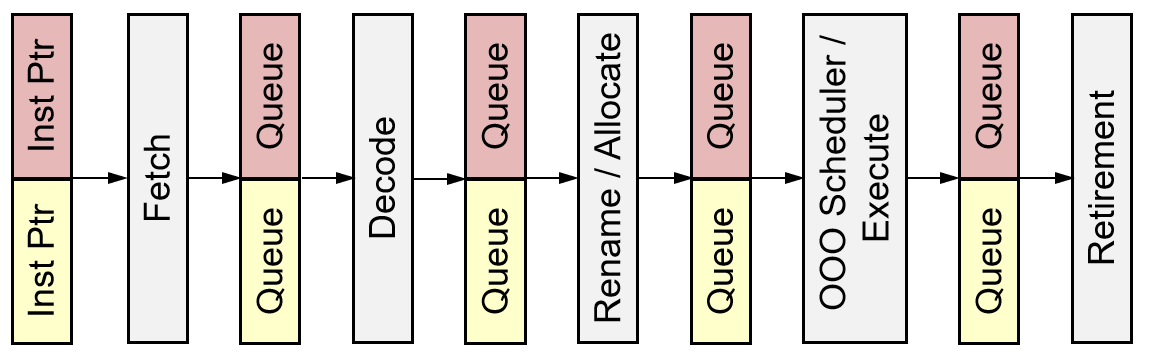 Inst Ptr
Inst Ptr
Fetch
Queue
Queue
Decode
Queue
Queue
Rename / Allocate
Queue
Queue
OOO Scheduler /
Execute
Queue
Queue
Retirement